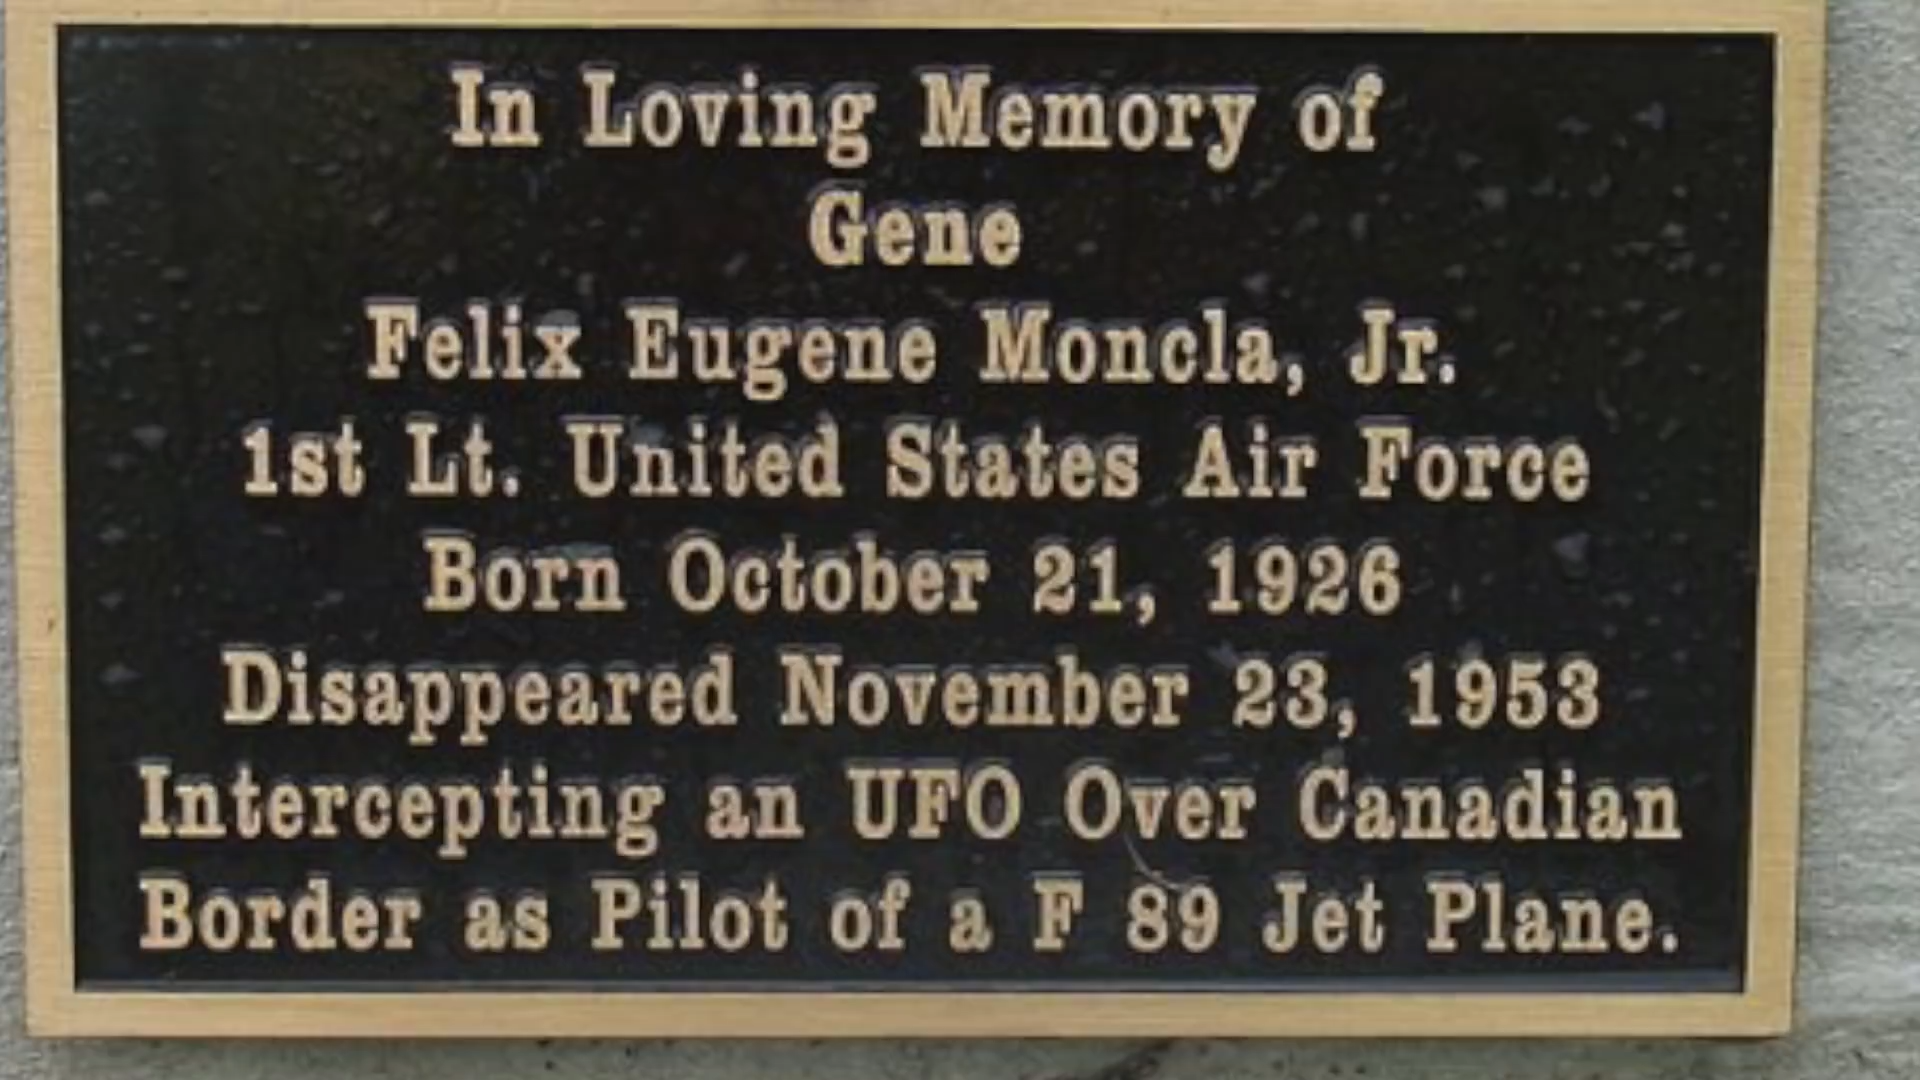 In Loving Memory of
Gene
Felix Eugene Moncla, Jr.
1st Lt. United States Air Force
Born October 21, 1926
Disappeared November 23, 1953
Intercepting an UFO Over Canadian
Border as Pilot of a F 89 Jet Plane.